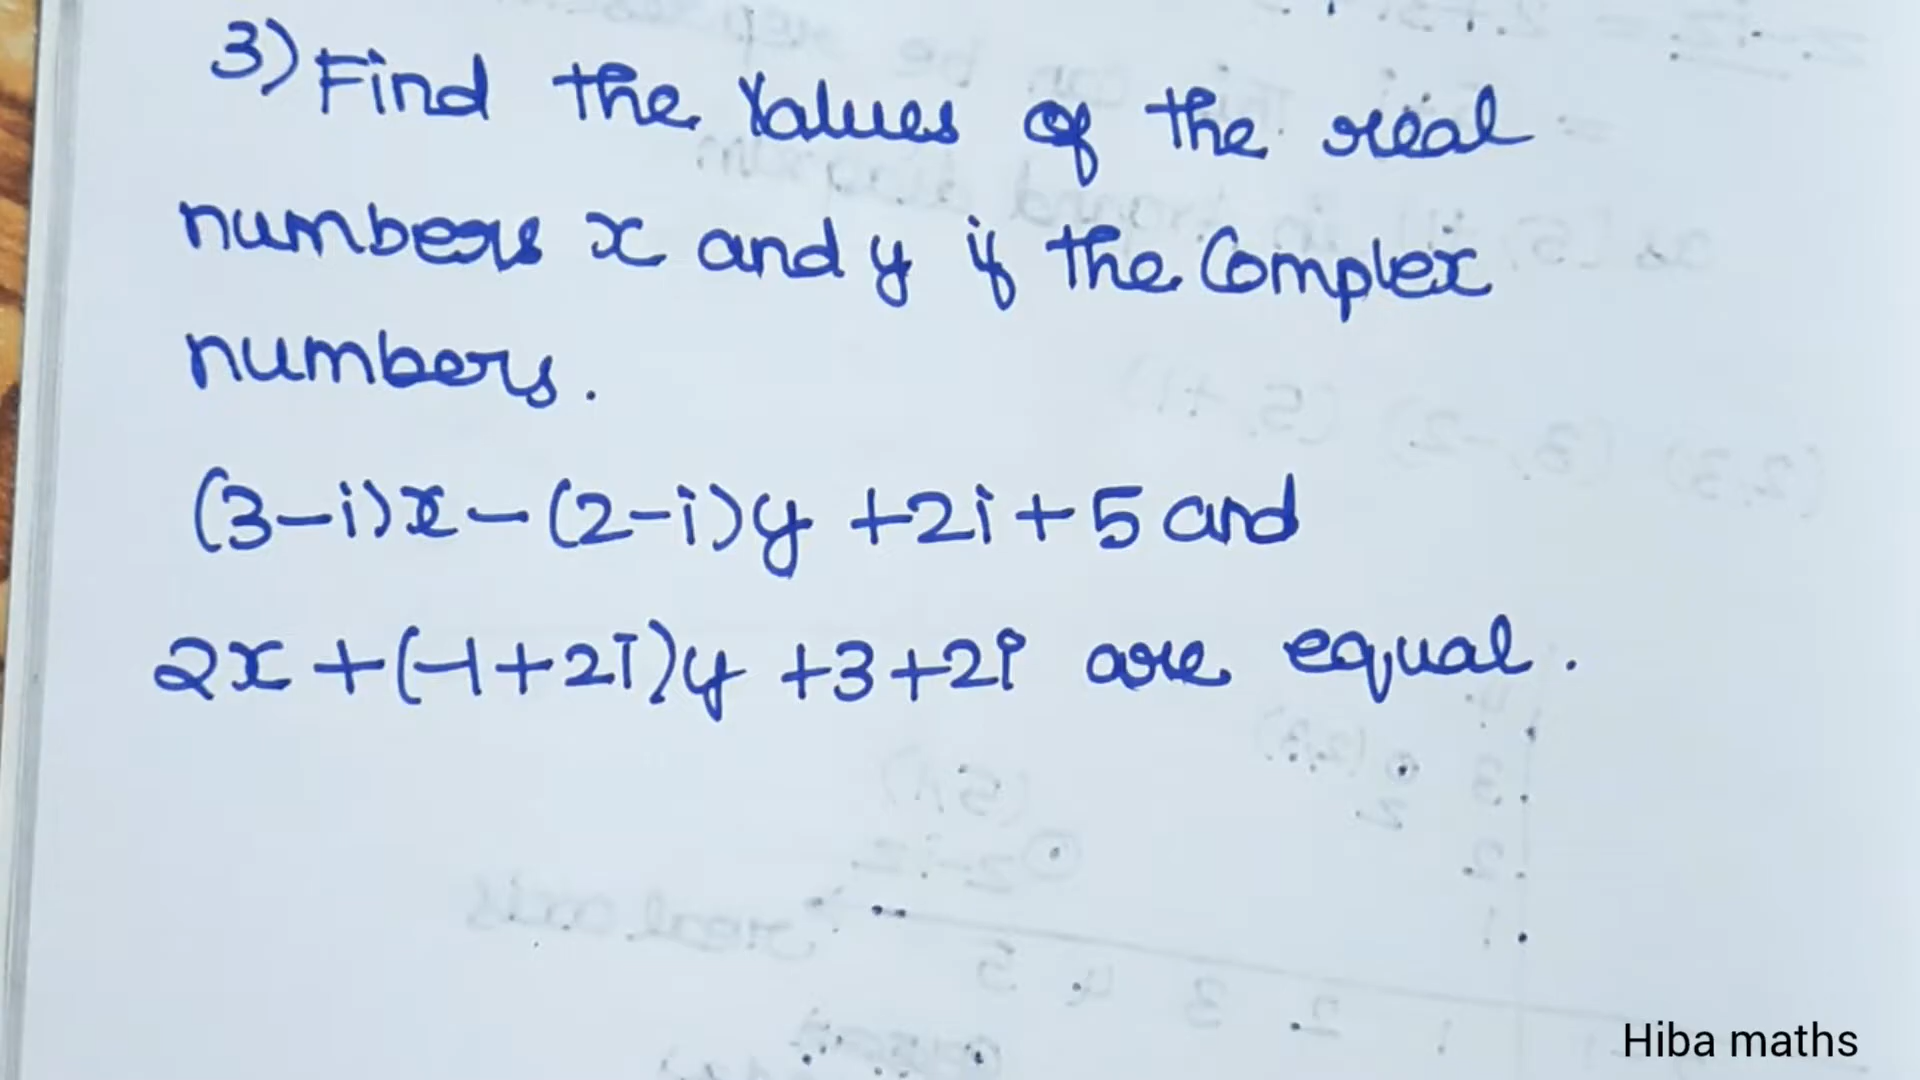 3) Find the Values of the real
numbers x and y if the Complex
numbers.
(3-i)x-(2-i)y +2i+5 and
2x+(-1+2i)y +3+2i are equal.
Hiba maths